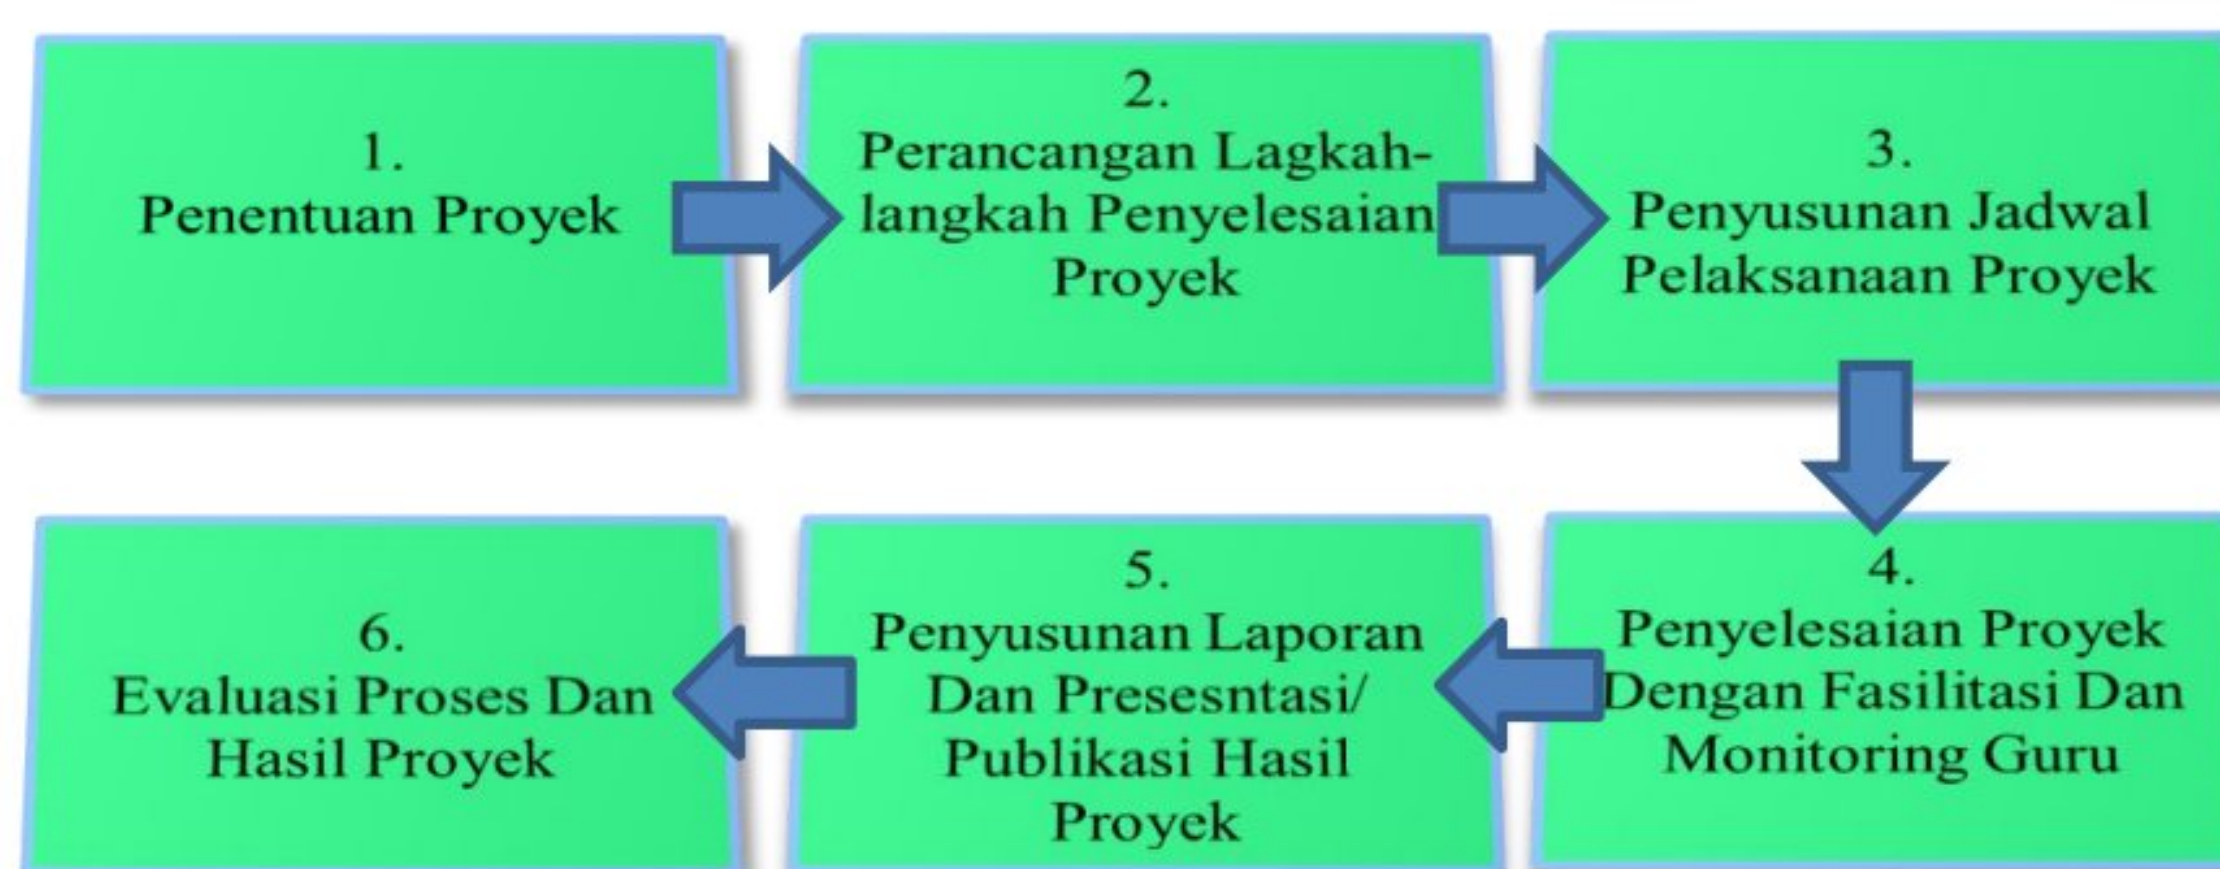 1.
Penentuan Proyek
2.
Perancangan Lagkah-
langkah Penyelesaian
Proyek
3.
Penyusunan Jadwal
Pelaksanaan Proyek
4.
Penyelesaian Proyek
Dengan Fasilitasi Dan
Monitoring Guru
5.
Penyusunan Laporan
Dan Presesntasi/
Publikasi Hasil
Proyek
6.
Evaluasi Proses Dan
Hasil Proyek